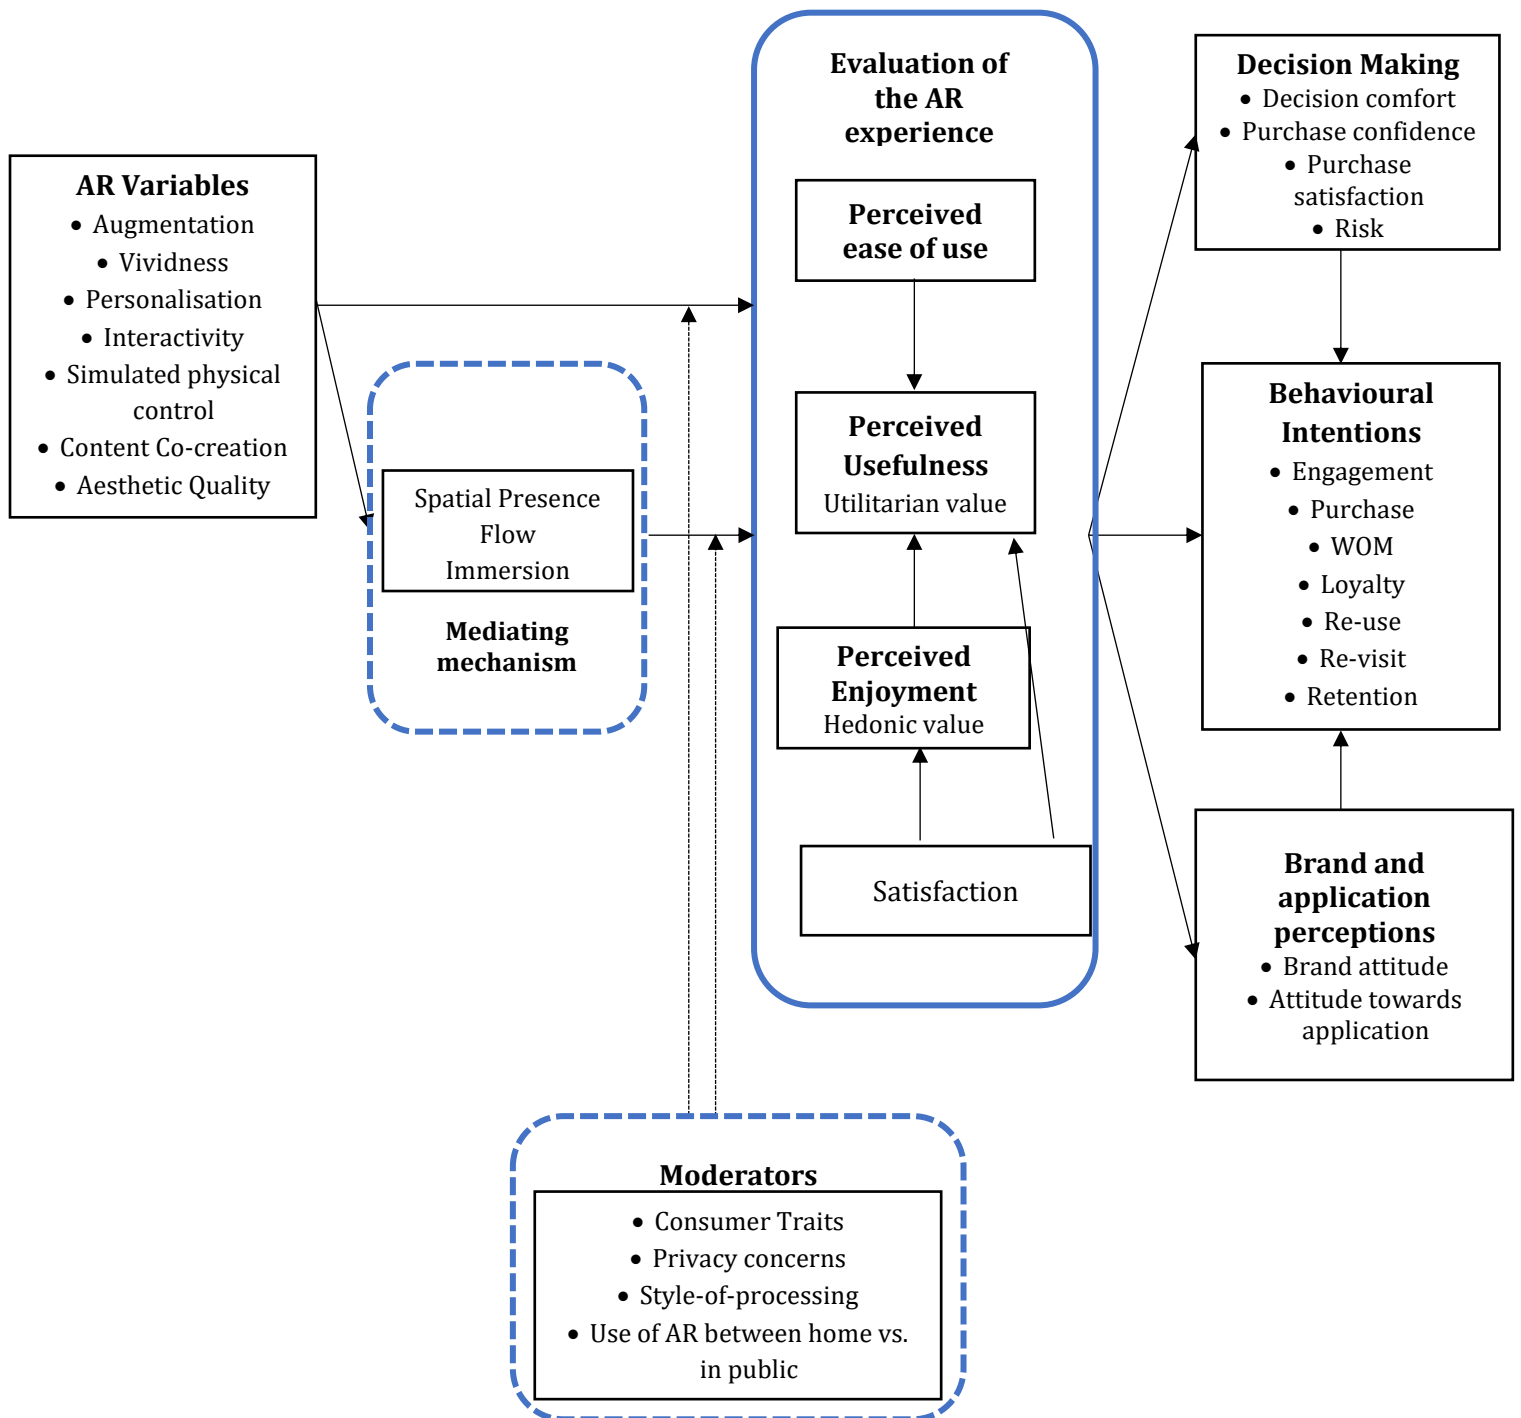 AR Variables
• Augmentation
• Vividness
• Personalisation
• Interactivity
• Simulated physical
control
• Content Co-creation
• Aesthetic Quality
Spatial Presence
Flow
Immersion
Mediating
mechanism
Evaluation of
the AR
experience
Perceived
ease of use
Perceived
Usefulness
Utilitarian value
Perceived
Enjoyment
Hedonic value
Satisfaction
Decision Making
• Decision comfort
• Purchase confidence
• Purchase
satisfaction
• Risk
Behavioural
Intentions
• Engagement
• Purchase
• WOM
• Loyalty
• Re-use
• Re-visit
• Retention
Brand and
application
perceptions
• Brand attitude
• Attitude towards
application
Moderators
• Consumer Traits
• Privacy concerns
• Style-of-processing
• Use of AR between home vs.
in public